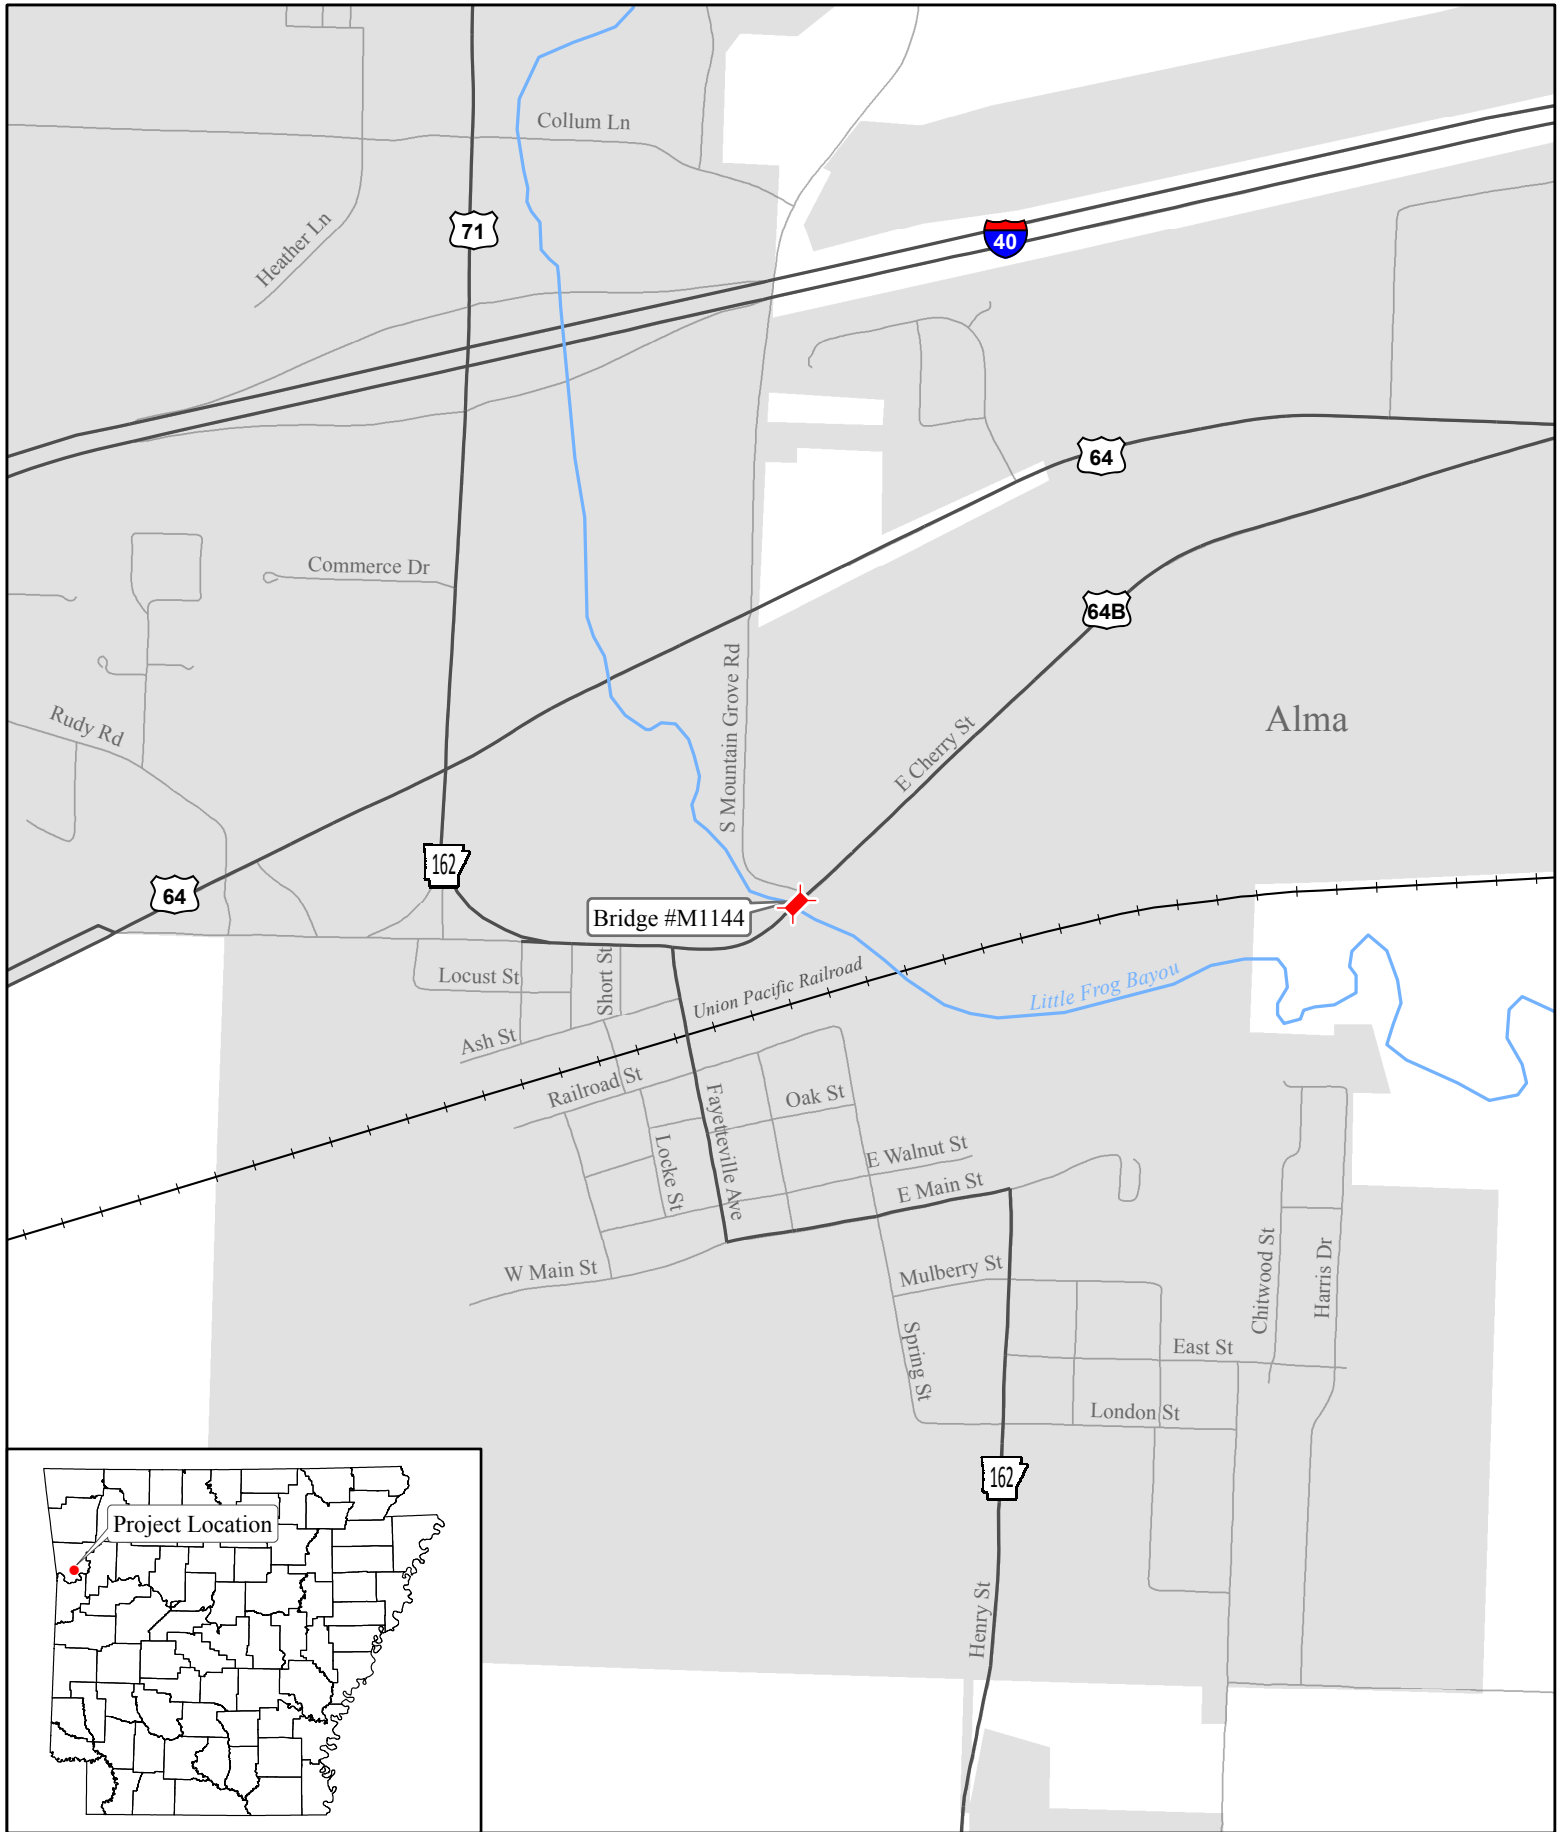 Collum Ln
71
Heather Ln
40
64
Commerce Dr
64B
S Mountain Grove Rd
Rudy Rd
Alma
E Cherry St
162
64
Bridge #M1144
Locust St
Short St
Union Pacific Railroad
Little Frog Bayou
Ash St
Railroad St
Oak St
Fayetteville Ave
Locke St
E Walnut St
E Main St
W Main St
Mulberry St
Chitwood St
Harris Dr
Spring St
East St
London St
162
Project Location
Henry St